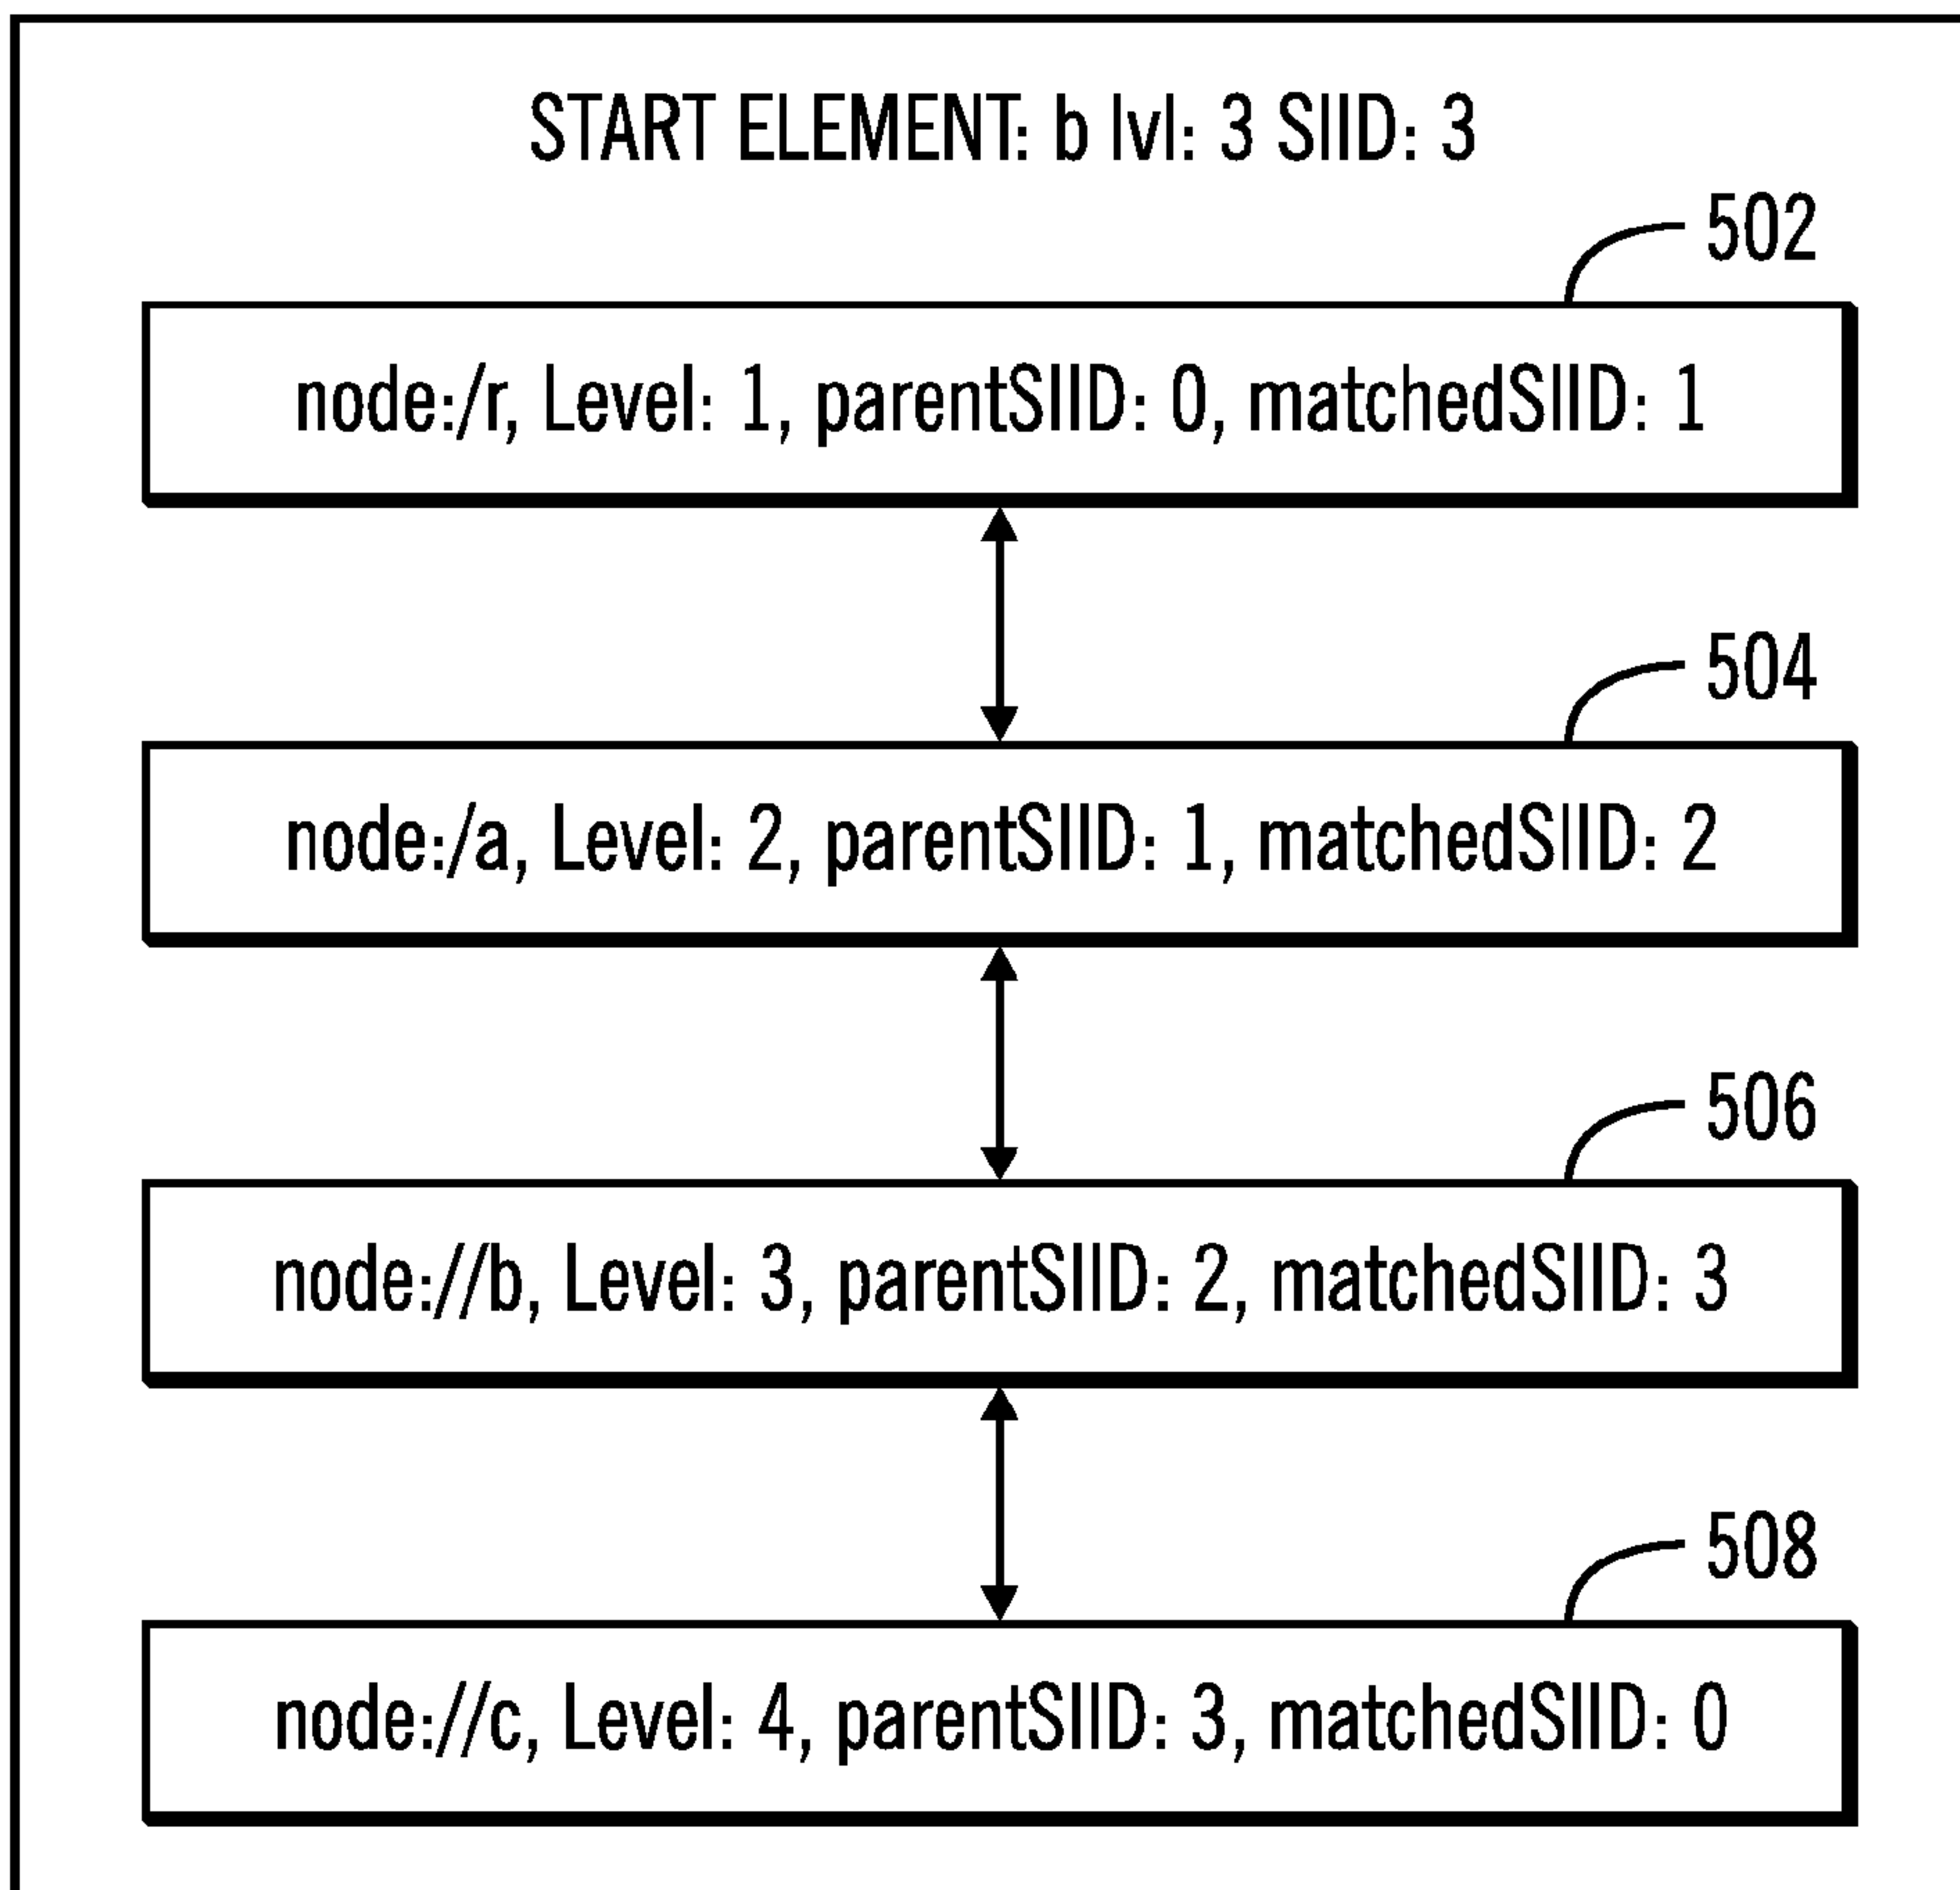 START ELEMENT: b lvl: 3 SIID: 3
502
node:/r, Level: 1, parentSIID: 0, matchedSIID: 1
504
node:/a, Level: 2, parentSIID: 1, matchedSIID: 2
506
node://b, Level: 3, parentSIID: 2, matchedSIID: 3
508
node://c, Level: 4, parentSIID: 3, matchedSIID: 0